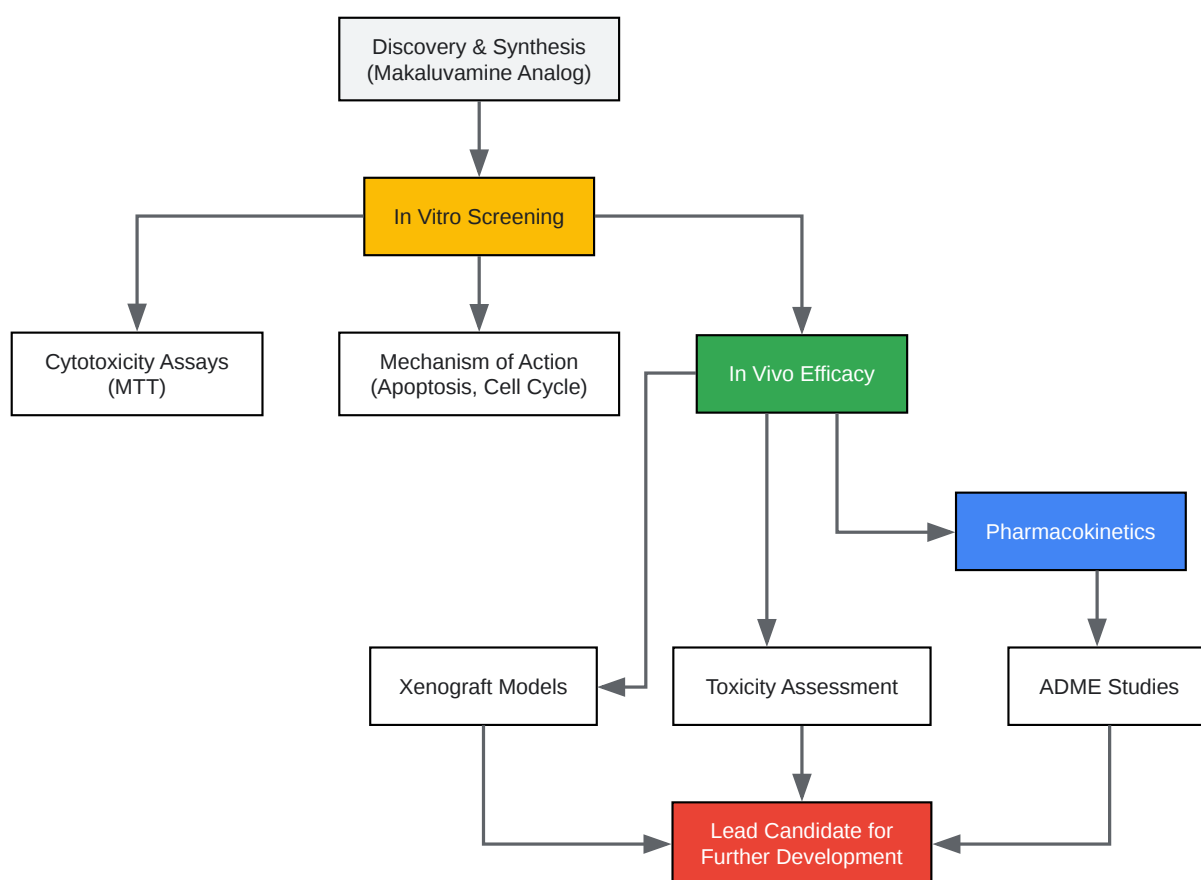 Discovery & Synthesis
(Makaluvamine Analog)
In Vitro Screening
Cytotoxicity Assays
(MTT)
Mechanism of Action
(Apoptosis, Cell Cycle)
In Vivo Efficacy
Pharmacokinetics
Xenograft Models
Toxicity Assessment
ADME Studies
Lead Candidate for
Further Development